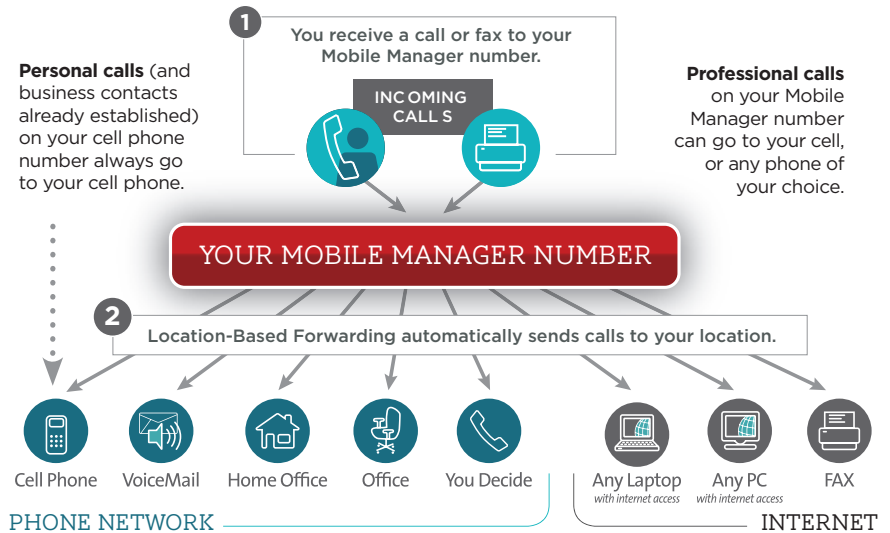 1
You receive a call or fax to your
Mobile Manager number.
INC OMING
CALL S
Personal calls (and
business contacts
already established)
on your cell phone
number always go
to your cell phone.
Professional calls
on your Mobile
Manager number
can go to your cell,
or any phone of
your choice.
YOUR MOBILE MANAGER NUMBER
2
Location-Based Forwarding automatically sends calls to your location.
Cell Phone
VoiceMail
Home Office
Office
You Decide
Any Laptop
with internet access
Any PC
with internet access
FAX
PHONE NETWORK
INTERNET